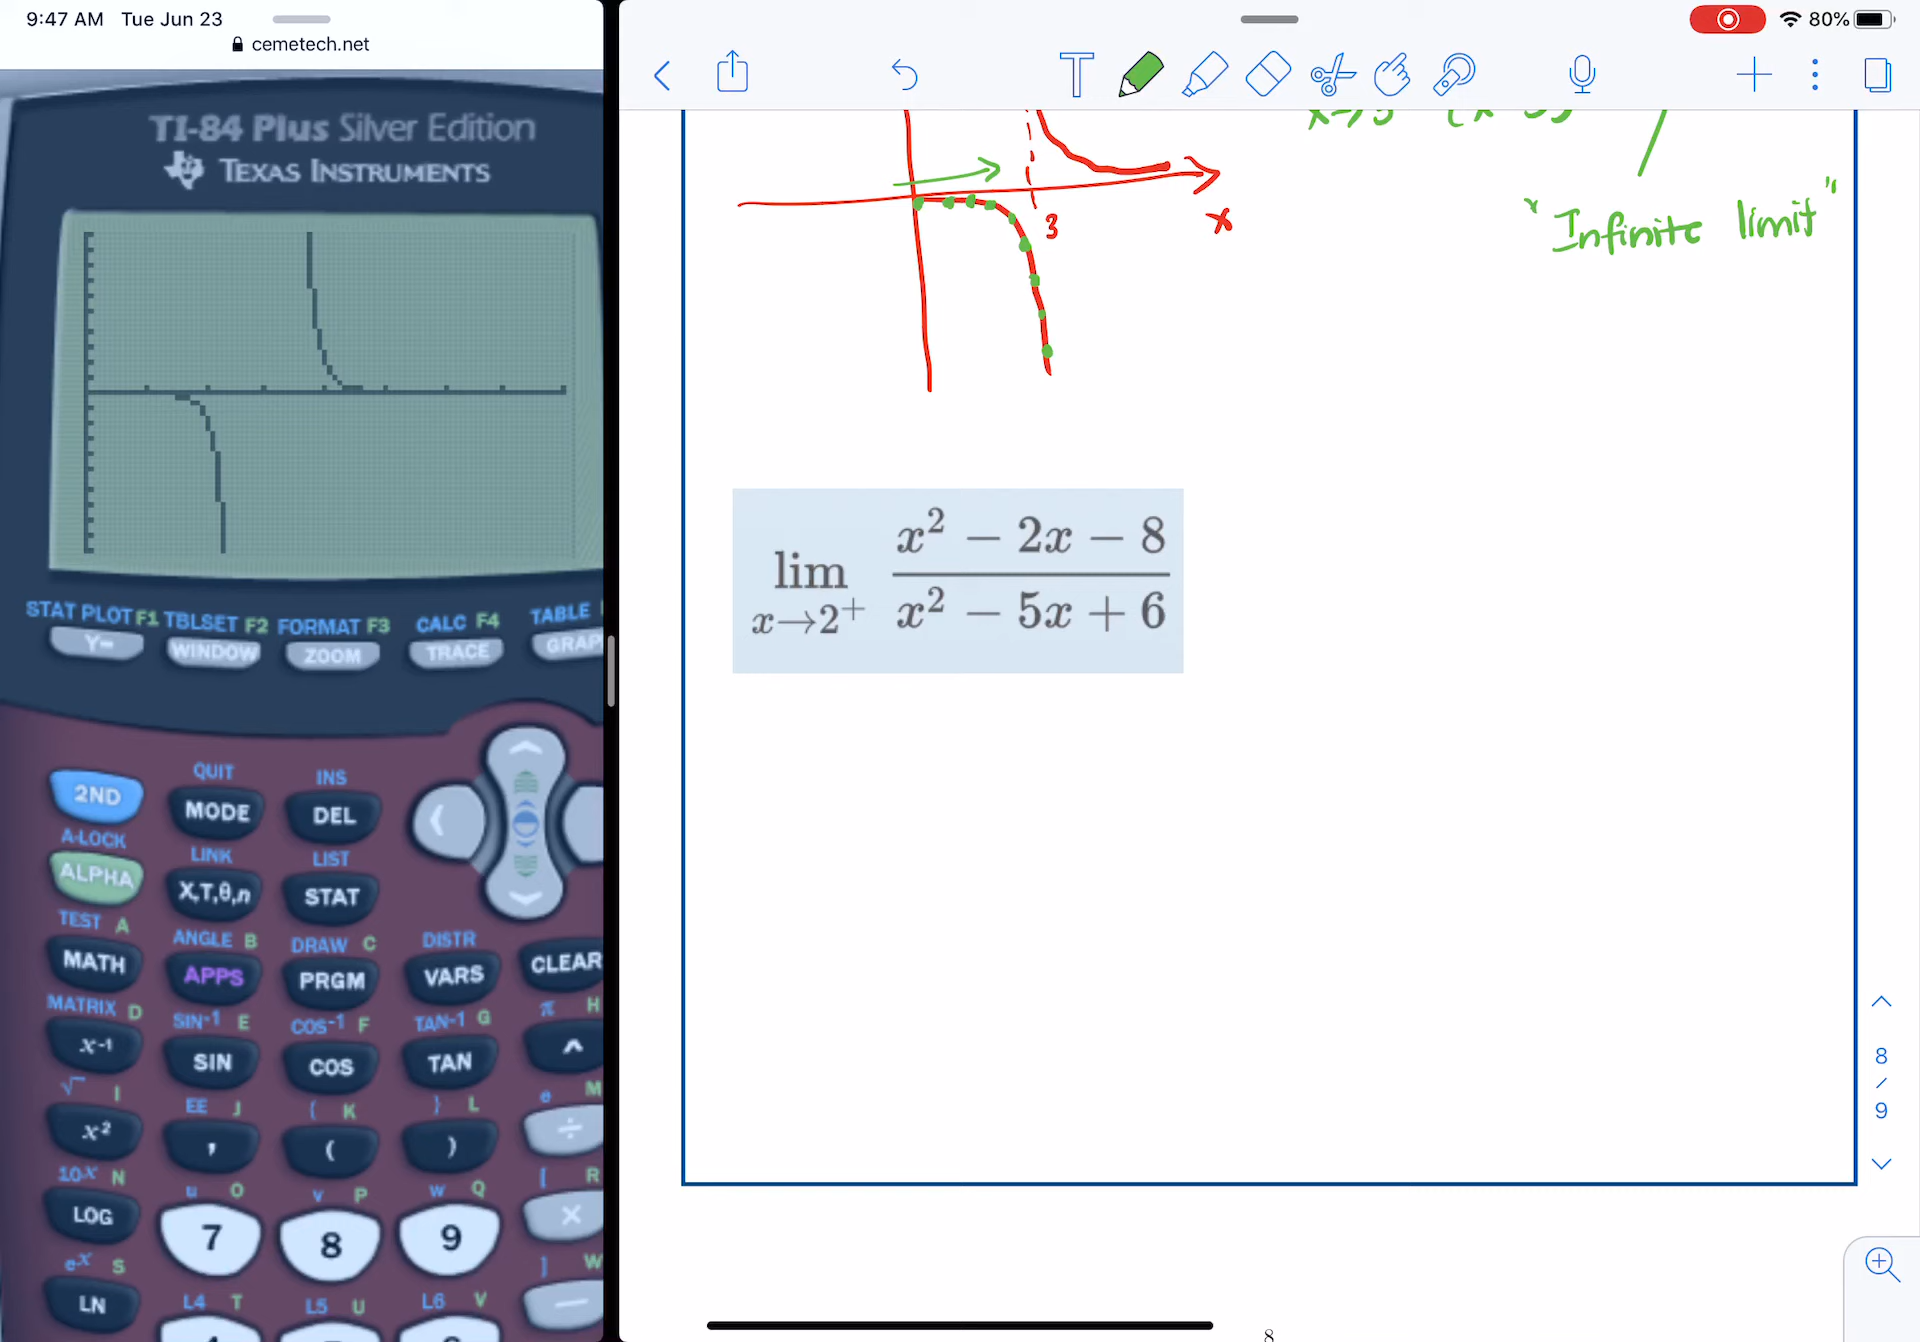 9:47 AM Tue Jun 23
cemetech.net
80%
TI-84 Plus Silver Edition
TEXAS INSTRUMENTS
STAT PLOT F1 TBLSET F2 FORMAT F3 CALC F4 TABLE
Y= WINDOW ZOOM TRACE GRAPH
QUIT INS
2ND MODE DEL
A-LOCK LINK LIST
ALPHA X,T,θ,n STAT
TEST A ANGLE B DRAW C DISTR
MATH APPS PRGM VARS CLEAR
MATRIX D SIN-1 E COS-1 F TAN-1 G π H
x-1 SIN COS TAN ^
√ I EE J { K } L e M
x2 , ( ) ÷
10x N u O v P w Q [ R
LOG 7 8 9 ×
ex S L4 T L5 U L6 V ] W
LN −
3
x
"Infinite limit"
lim x→2+ (x² − 2x − 8)/(x² − 5x + 6)
8
/
9
8